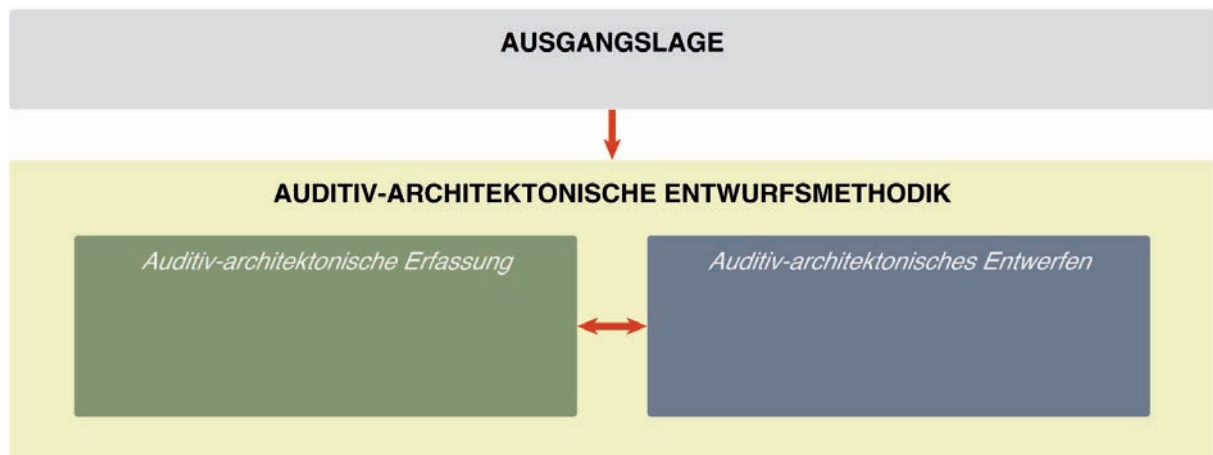 AUSGANGSLAGE
AUDITIV-ARCHITEKTONISCHE ENTWURFSMETHODIK
Auditiv-architektonische Erfassung
Auditiv-architektonisches Entwerfen